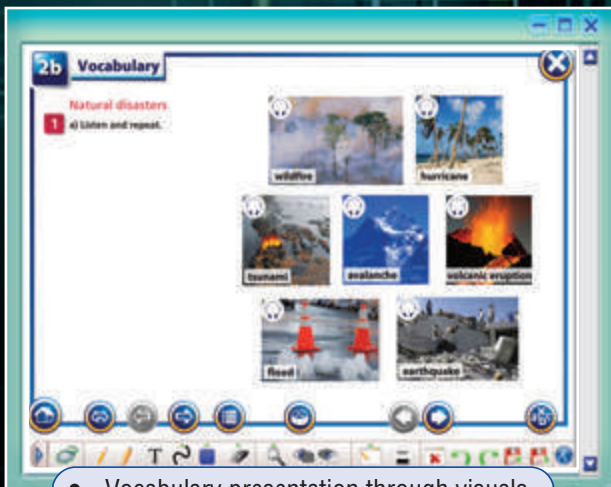 2b Vocabulary
Natural disasters
1 a) Listen and repeat.
wildfire
hurricane
tsunami
avalanche
volcanic eruption
flood
earthquake
T
• Vocabulary presentation through visuals